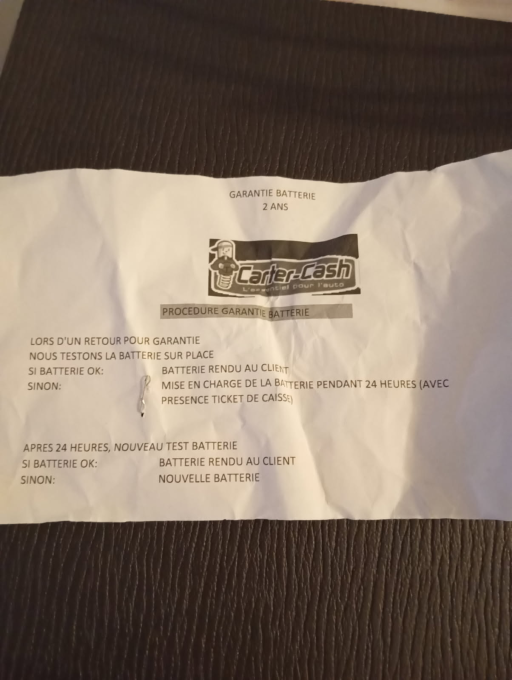 GARANTIE BATTERIE
2 ANS
Carter-Cash
L'essentiel pour l'auto
PROCEDURE GARANTIE BATTERIE
LORS D'UN RETOUR POUR GARANTIE
NOUS TESTONS LA BATTERIE SUR PLACE
SI BATTERIE OK: BATTERIE RENDU AU CLIENT
SINON: MISE EN CHARGE DE LA BATTERIE PENDANT 24 HEURES (AVEC
PRESENCE TICKET DE CAISSE)
APRES 24 HEURES, NOUVEAU TEST BATTERIE
SI BATTERIE OK: BATTERIE RENDU AU CLIENT
SINON: NOUVELLE BATTERIE